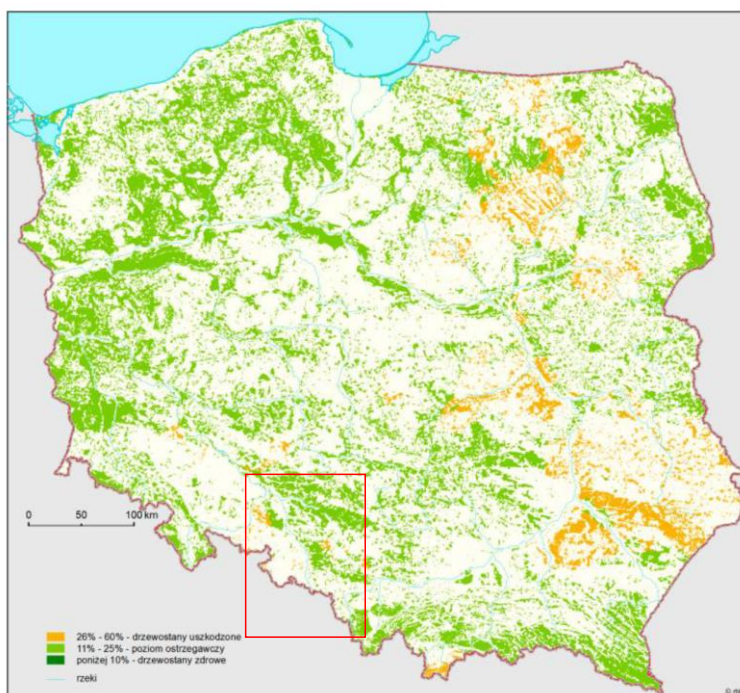 0 50 100 km
26% - 60% - drzewostany uszkodzone
11% - 25% - poziom ostrzegawczy
poniżej 10% - drzewostany zdrowe
rzeki